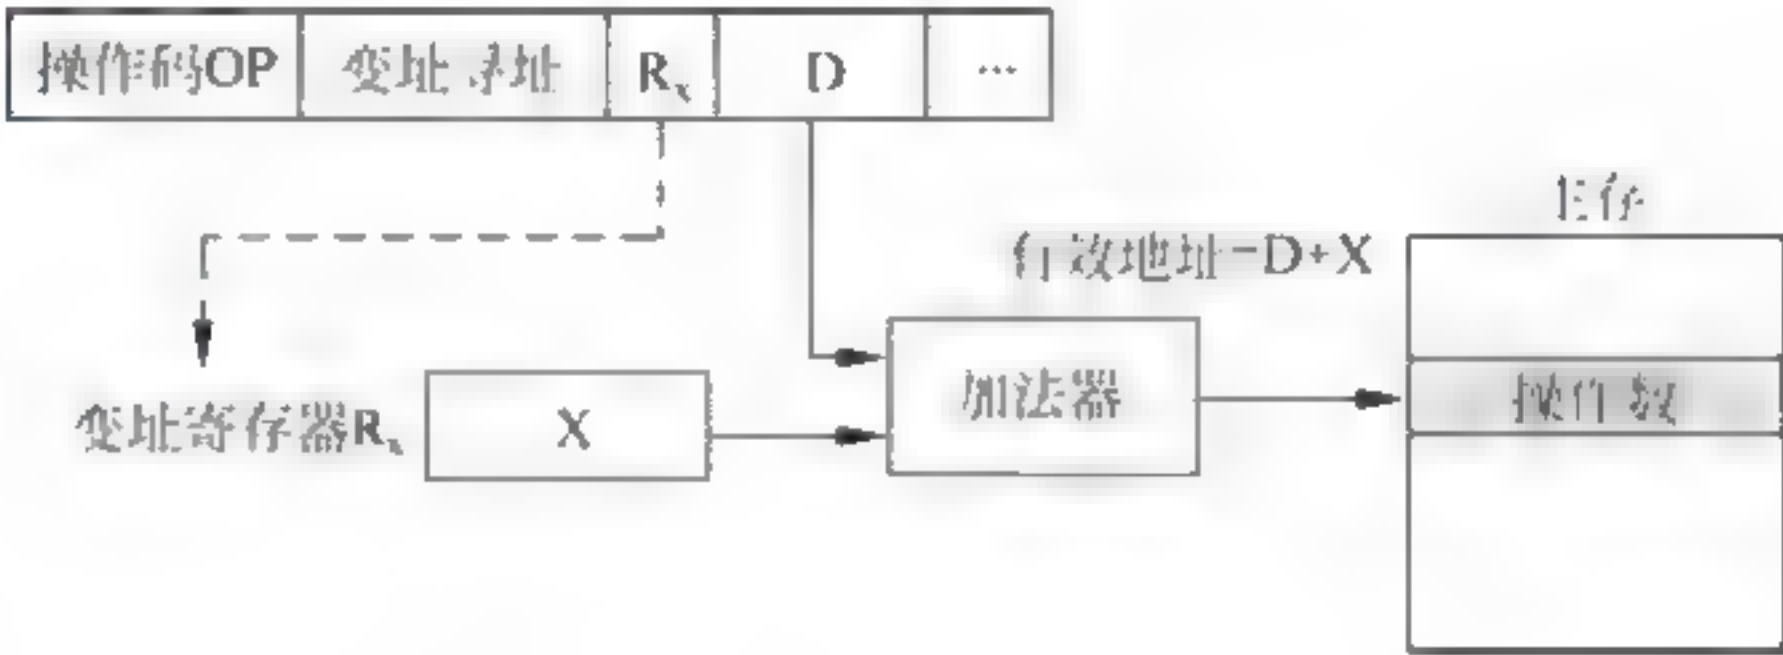 操作码OP 变址寻址 Rx D …
主存
有效地址=D+X
变址寄存器Rx X 加法器 操作数